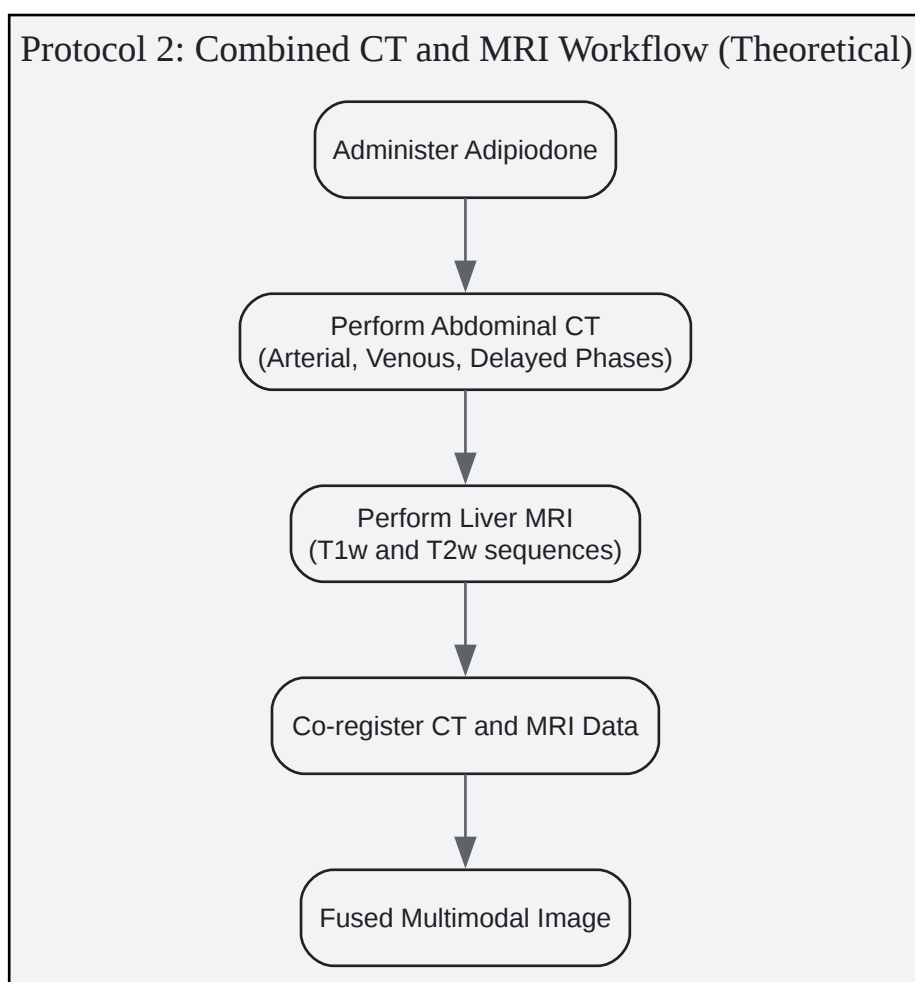 Protocol 2: Combined CT and MRI Workflow (Theoretical)
Administer Adipiodone
Perform Abdominal CT
(Arterial, Venous, Delayed Phases)
Perform Liver MRI
(T1w and T2w sequences)
Co-register CT and MRI Data
Fused Multimodal Image